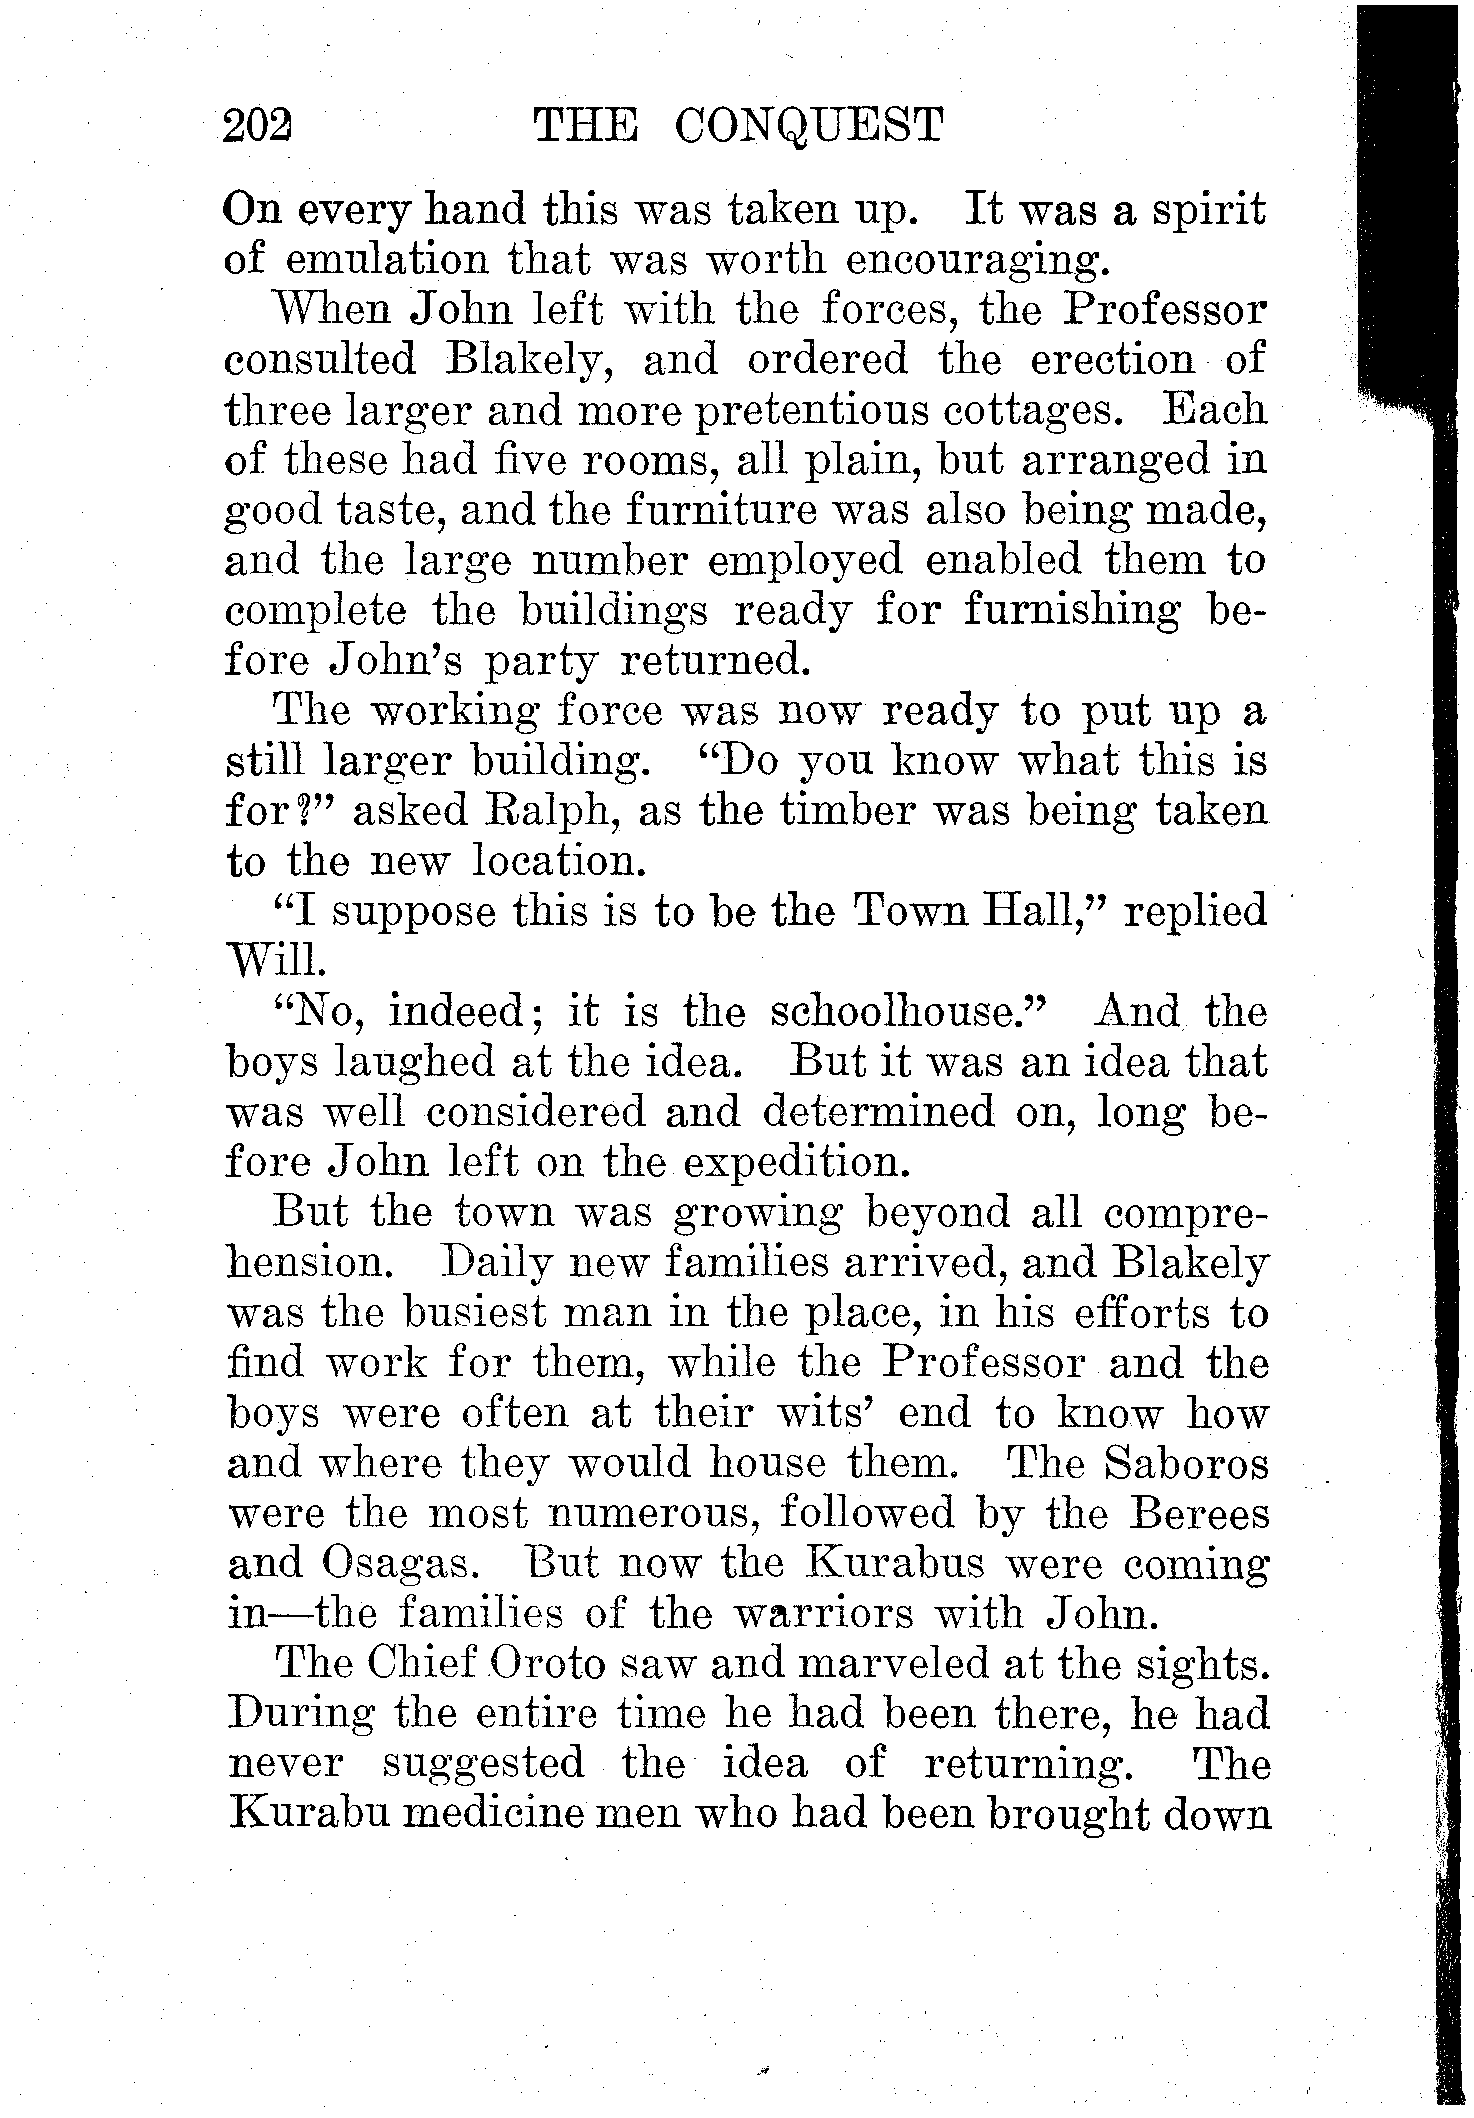 202 THE CONQUEST
On every hand this was taken up. It was a spirit
of emulation that was worth encouraging.
When John left with the forces, the Professor
consulted Blakely, and ordered the erection of
three larger and more pretentious cottages. Each
of these had five rooms, all plain, but arranged in
good taste, and the furniture was also being made,
and the large number employed enabled them to
complete the buildings ready for furnishing be-
fore John's party returned.
The working force was now ready to put up a
still larger building. “Do you know what this is
for?” asked Ralph, as the timber was being taken
to the new location.
“I suppose this is to be the Town Hall,” replied
Will.
“No, indeed; it is the schoolhouse.” And the
boys laughed at the idea. But it was an idea that
was well considered and determined on, long be-
fore John left on the expedition.
But the town was growing beyond all compre-
hension. Daily new families arrived, and Blakely
was the busiest man in the place, in his efforts to
find work for them, while the Professor and the
boys were often at their wits’ end to know how
and where they would house them. The Saboros
were the most numerous, followed by the Berees
and Osagas. But now the Kurabus were coming
in—the families of the warriors with John.
The Chief Oroto saw and marveled at the sights.
During the entire time he had been there, he had
never suggested the idea of returning. The
Kurabu medicine men who had been brought down